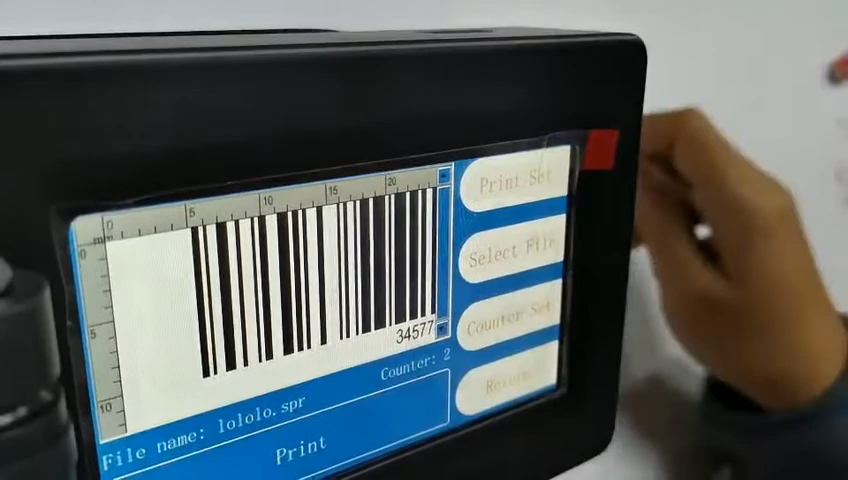 0 5 10 15 20
mm
0
5
10
34577
Counter: 2
File name: lololo.spr
Print
Print Set
Select File
Counter Set
Return